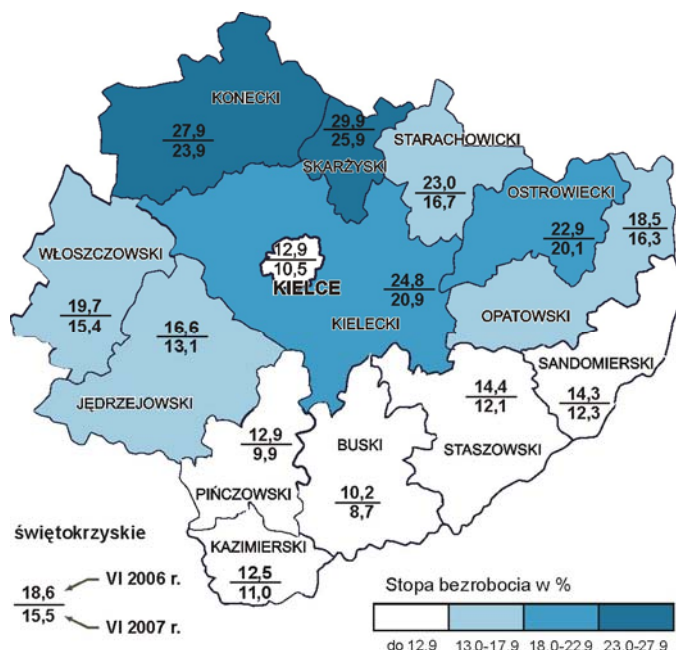 KONECKI
27,9
23,9
29,9
25,9
SKARŻYSKI
STARACHOWICKI
23,0
16,7
OSTROWIECKI
22,9
20,1
18,5
16,3
WŁOSZCZOWSKI
19,7
15,4
12,9
10,5
KIELCE
24,8
20,9
KIELECKI
OPATOWSKI
16,6
13,1
JĘDRZEJOWSKI
SANDOMIERSKI
14,3
12,3
14,4
12,1
STASZOWSKI
12,9
9,9
PIŃCZOWSKI
BUSKI
10,2
8,7
KAZIMIERSKI
12,5
11,0
świętokrzyskie
18,6
VI 2006 r.
15,5
VI 2007 r.
Stopa bezrobocia w %
do 12,9 13,0-17,9 18,0-22,9 23,0-27,9